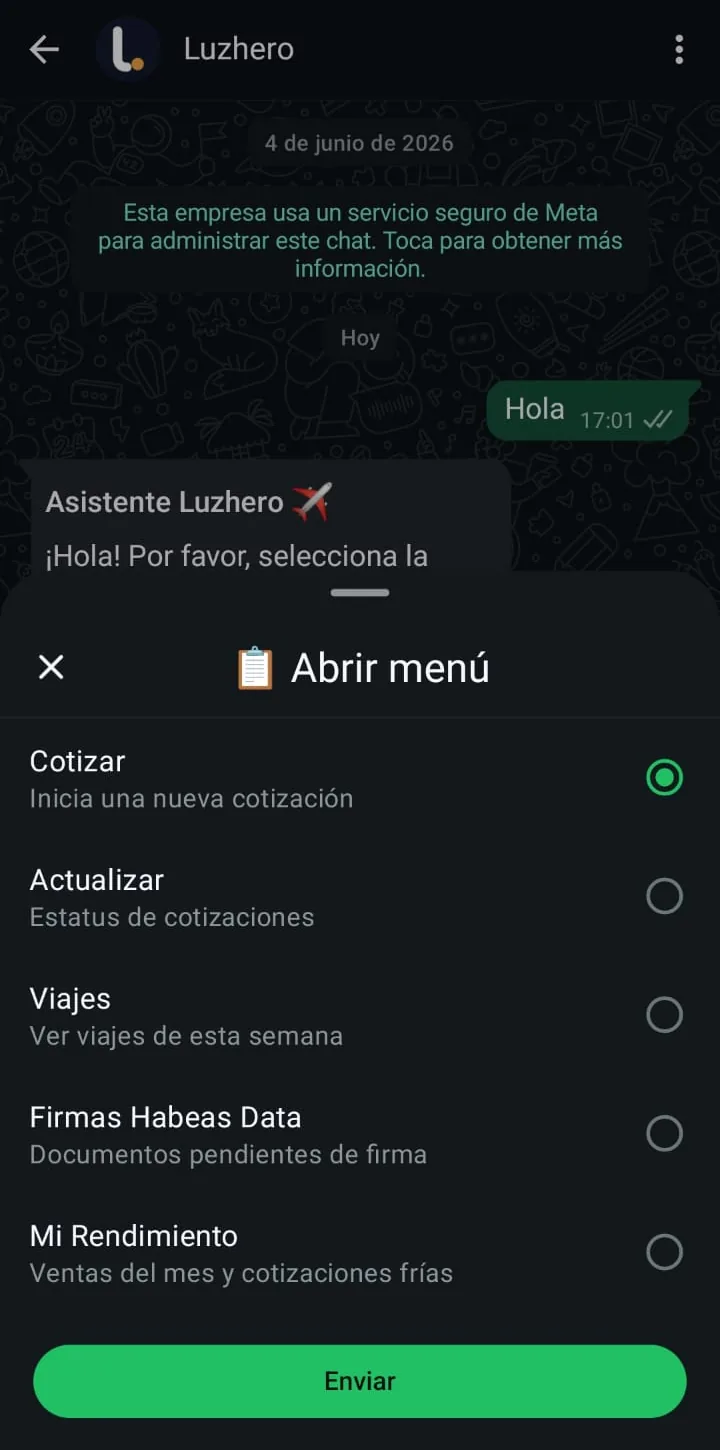 Luzhero
4 de junio de 2026
Esta empresa usa un servicio seguro de Meta
para administrar este chat. Toca para obtener más
información.
Hoy
Hola 17:01
Asistente Luzhero
¡Hola! Por favor, selecciona la
Abrir menú
Cotizar
Inicia una nueva cotización
Actualizar
Estatus de cotizaciones
Viajes
Ver viajes de esta semana
Firmas Habeas Data
Documentos pendientes de firma
Mi Rendimiento
Ventas del mes y cotizaciones frías
Enviar